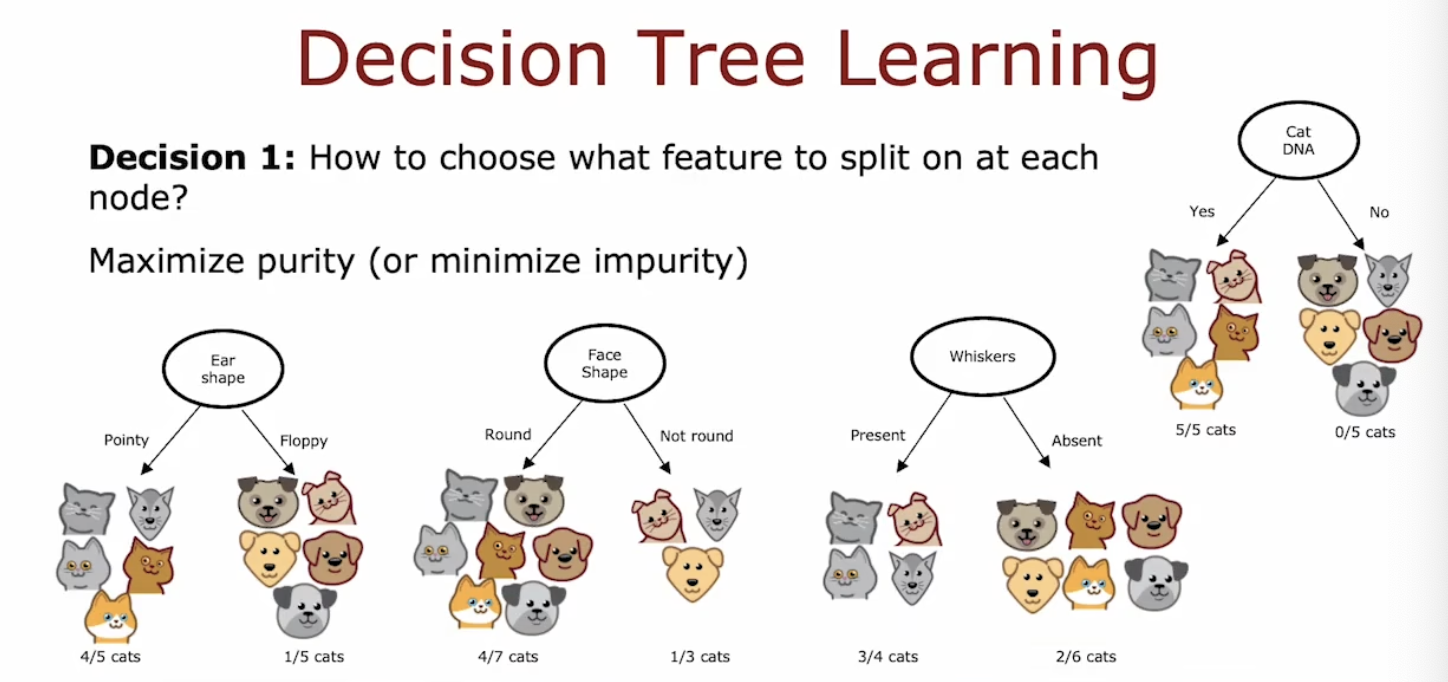 Decision Tree Learning
Decision 1: How to choose what feature to split on at each
node?
Maximize purity (or minimize impurity)
Cat
DNA
Yes
No
5/5 cats
0/5 cats
Ear
shape
Pointy
Floppy
4/5 cats
1/5 cats
Face
Shape
Round
Not round
4/7 cats
1/3 cats
Whiskers
Present
Absent
3/4 cats
2/6 cats